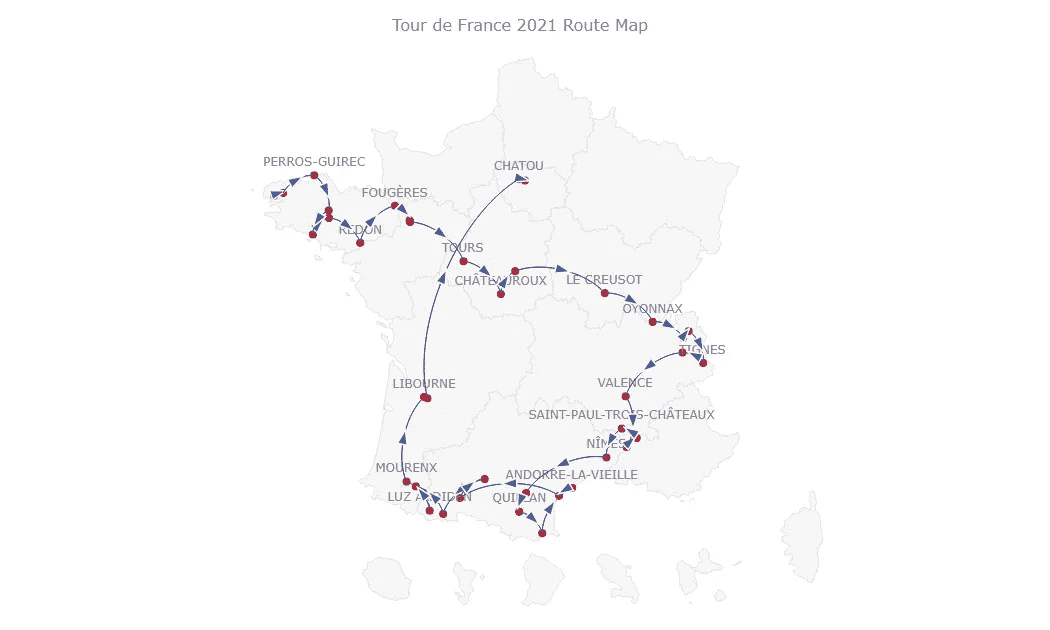 Tour de France 2021 Route Map
CHATOU
PERROS-GUIREC
FOUGÈRES
REDON
TOURS
CHÂTEAUROUX
LE CREUSOT
OYONNAX
TIGNES
VALENCE
LIBOURNE
SAINT-PAUL-TROIS-CHÂTEAUX
NÎMES
MOURENX
ANDORRE-LA-VIEILLE
LUZ ARDIDEN
QUILLAN